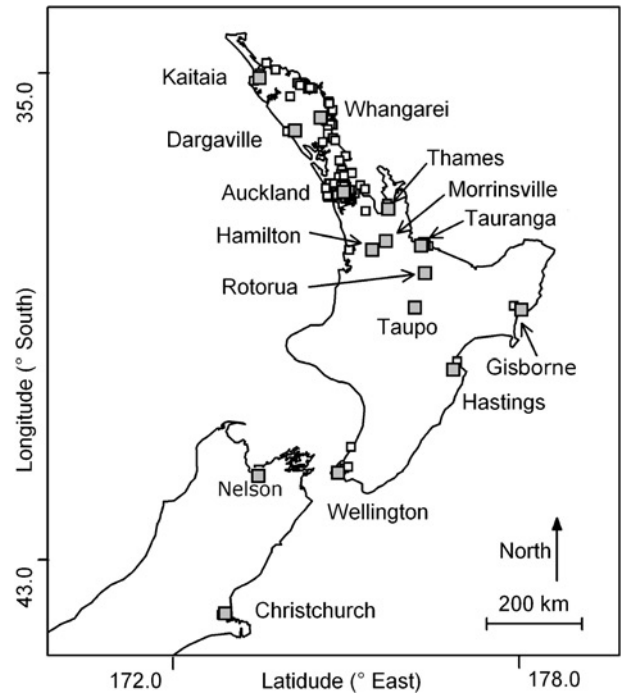 35.0
Kaitaia
Whangarei
Dargaville
Thames
Auckland
Morrinsville
Hamilton
Tauranga
Rotorua
Taupo
Gisborne
Hastings
Longitude (° South)
Nelson
Wellington
North
43.0
Christchurch
200 km
172.0
Latidude (° East)
178.0